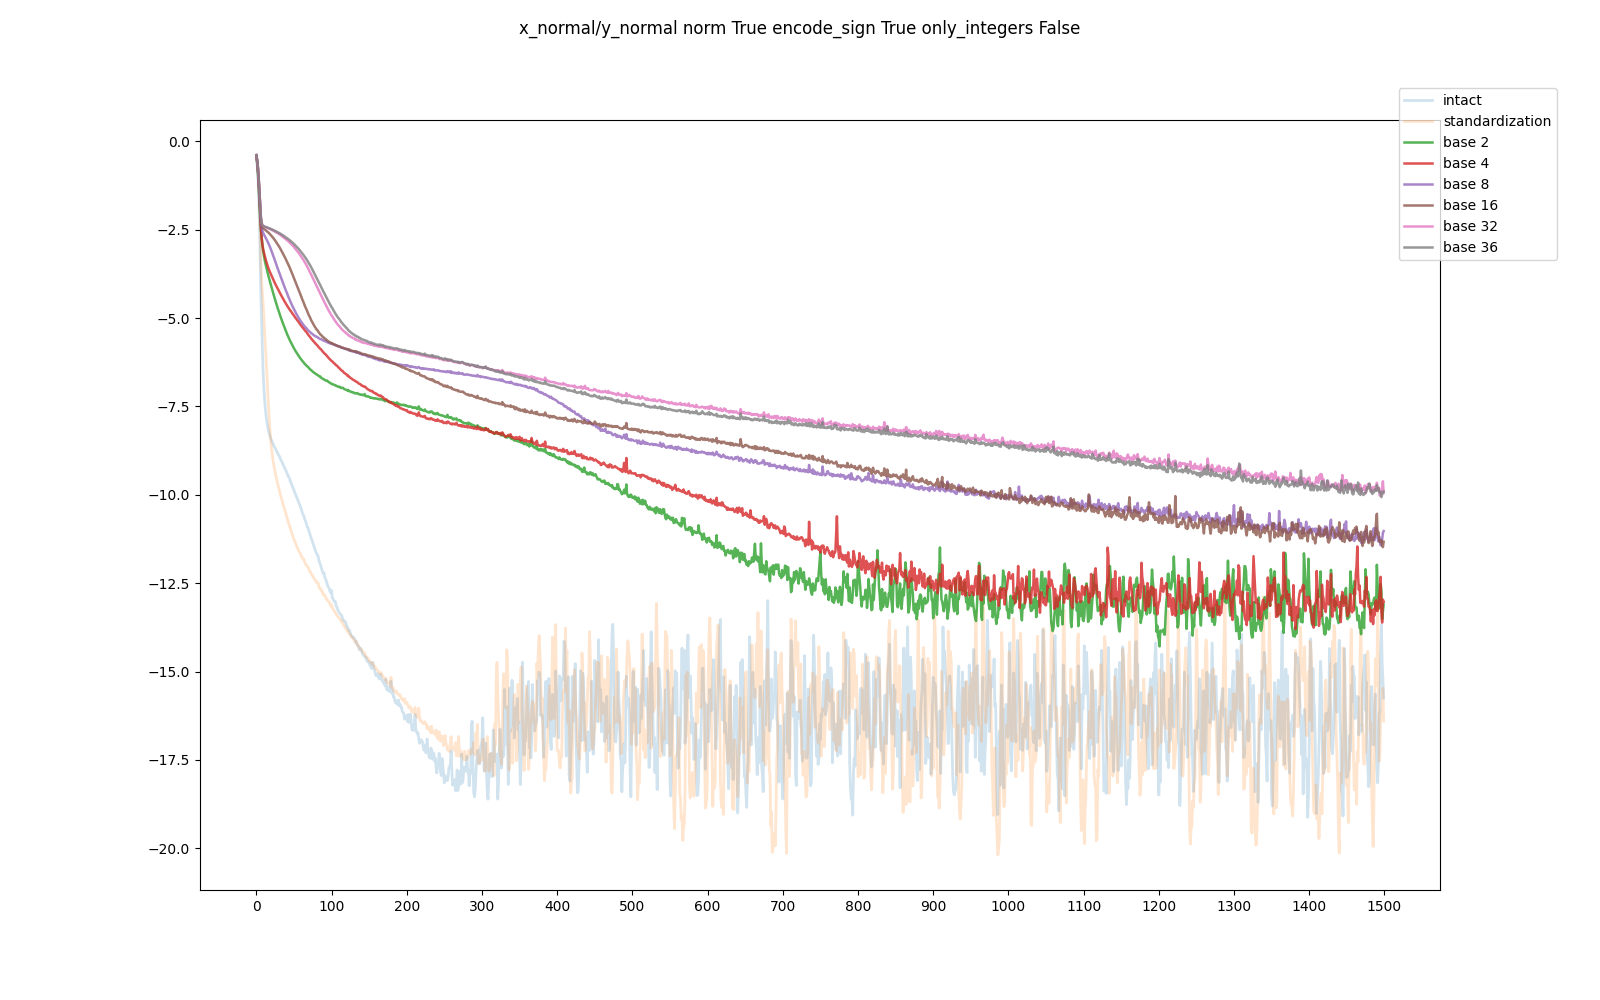 x_normal/y_normal norm True encode_sign True only_integers False
intact
standardization
base 2
base 4
base 8
base 16
base 32
base 36
0.0
−2.5
−5.0
−7.5
−10.0
−12.5
−15.0
−17.5
−20.0
0 100 200 300 400 500 600 700 800 900 1000 1100 1200 1300 1400 1500